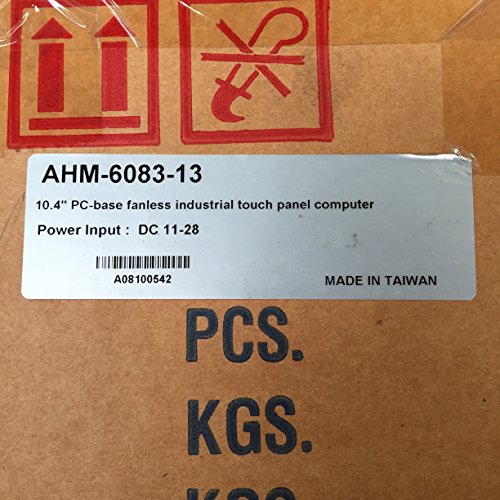 AHM-6083-13
10.4" PC-base fanless industrial touch panel computer
Power Input : DC 11-28
A08100542
MADE IN TAIWAN
PCS.
KGS.
KGS